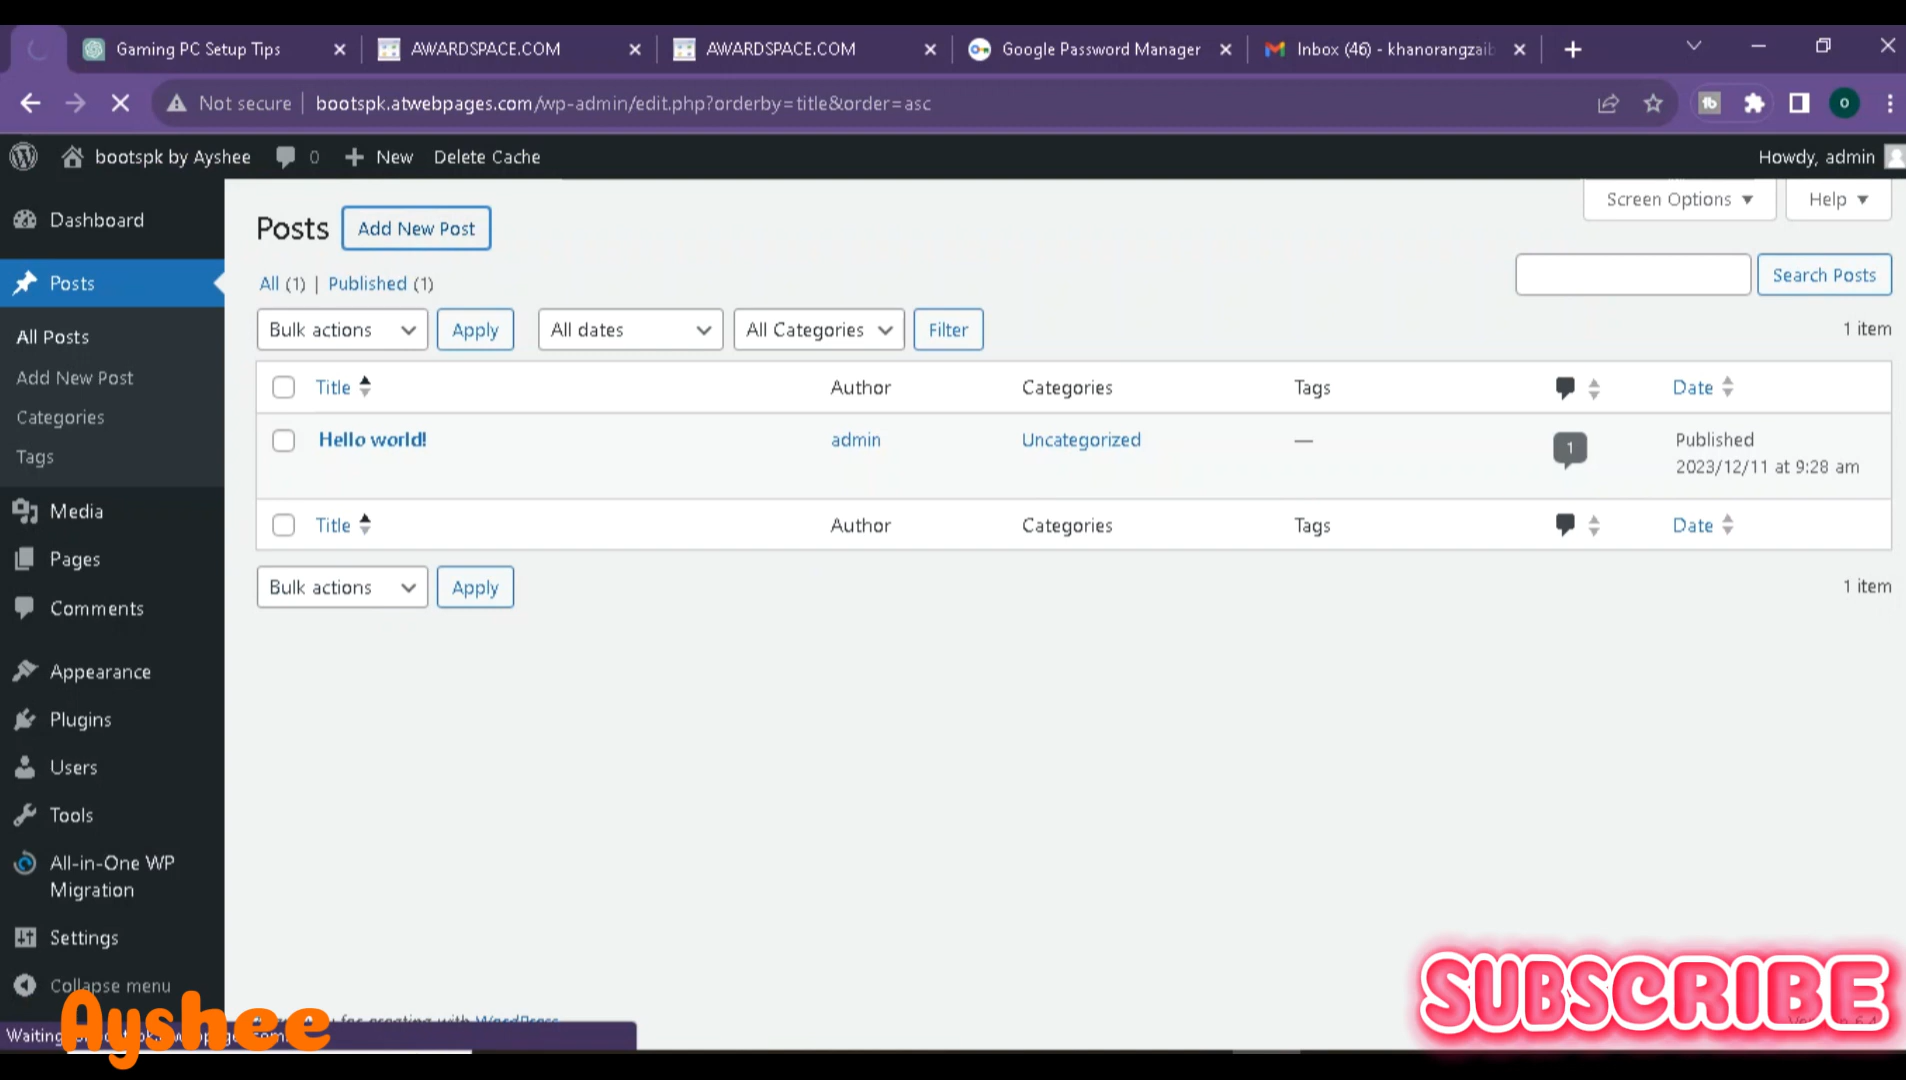 Gaming PC Setup Tips
AWARDSPACE.COM
AWARDSPACE.COM
Google Password Manager
Inbox (46) - khanorangzaib
Not secure
bootspk.atwebpages.com/wp-admin/edit.php?orderby=title&order=asc
bootspk by Ayshee
0
New
Delete Cache
Howdy, admin
Screen Options
Help
Dashboard
Posts
All Posts
Add New Post
Categories
Tags
Media
Pages
Comments
Appearance
Plugins
Users
Tools
All-in-One WP
Migration
Settings
Collapse menu
Posts
Add New Post
All (1) | Published (1)
Search Posts
Bulk actions
Apply
All dates
All Categories
Filter
1 item
Title
Author
Categories
Tags
Date
Hello world!
admin
Uncategorized
—
1
Published
2023/12/11 at 9:28 am
Title
Author
Categories
Tags
Date
Bulk actions
Apply
1 item
SUBSCRIBE
Ayshee
for creating with WordPress
Waiting